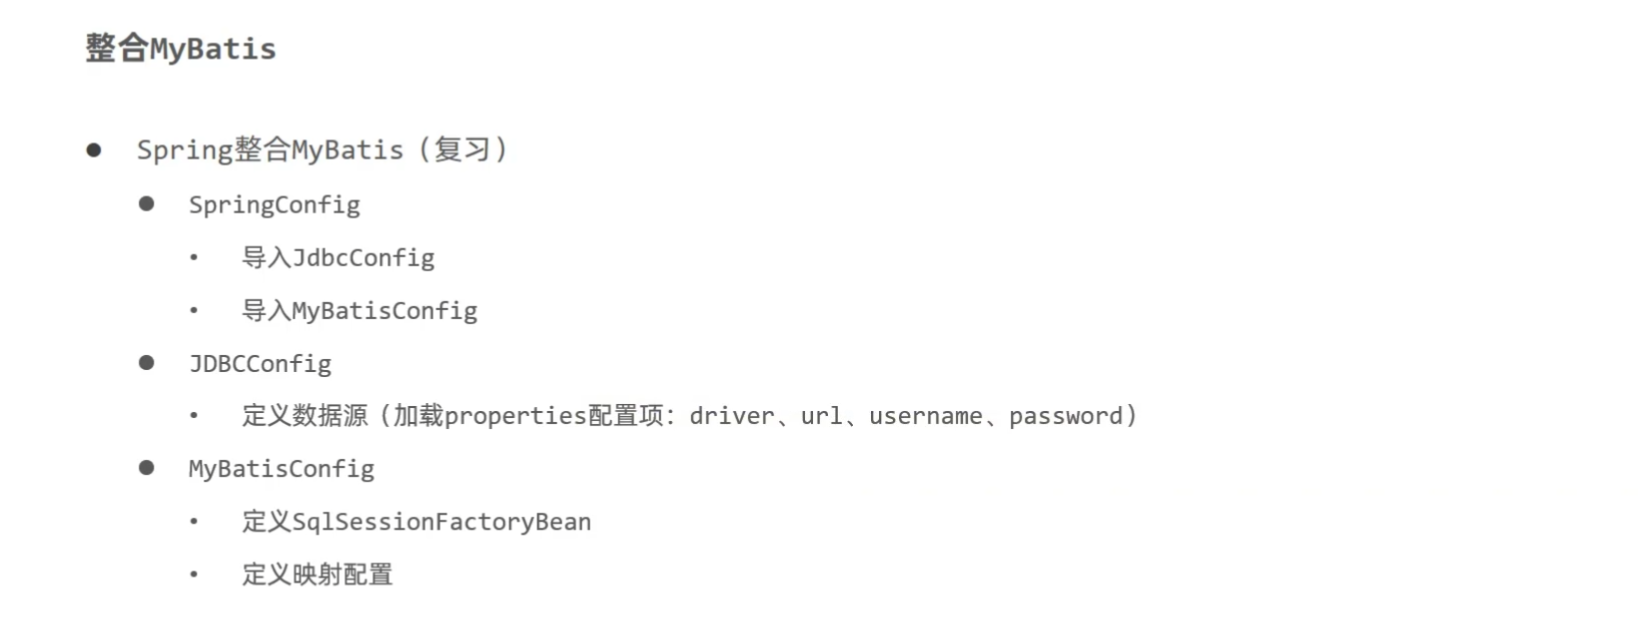 整合MyBatis
● Spring整合MyBatis（复习）
● SpringConfig
• 导入JdbcConfig
• 导入MyBatisConfig
● JDBCConfig
• 定义数据源（加载properties配置项：driver、url、username、password）
● MyBatisConfig
• 定义SqlSessionFactoryBean
• 定义映射配置